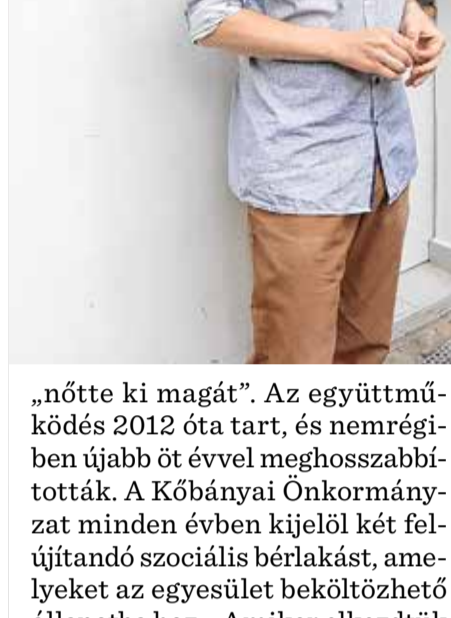 „nőtte ki magát”. Az együttmű-
ködés 2012 óta tart, és nemrégi-
ben újabb öt évvel meghosszabbí-
tották. A Kőbányai Önkormány-
zat minden évben kijelöl két fel-
újítandó szociális bérlakást, ame-
lyeket az egyesület beköltözhető